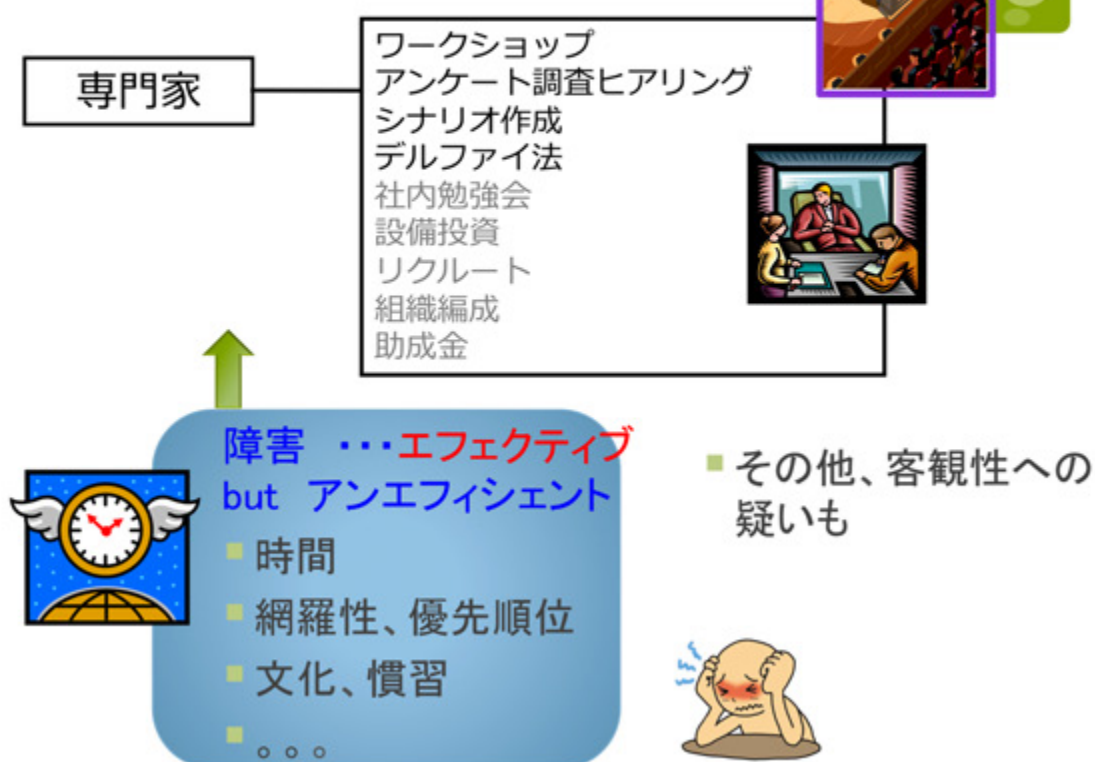 専門家
ワークショップ
アンケート調査ヒアリング
シナリオ作成
デルファイ法
社内勉強会
設備投資
リクルート
組織編成
助成金
障害 ・・・エフェクティブ
but アンエフィシェント
時間
網羅性、優先順位
文化、慣習
。。。
その他、客観性への
疑いも